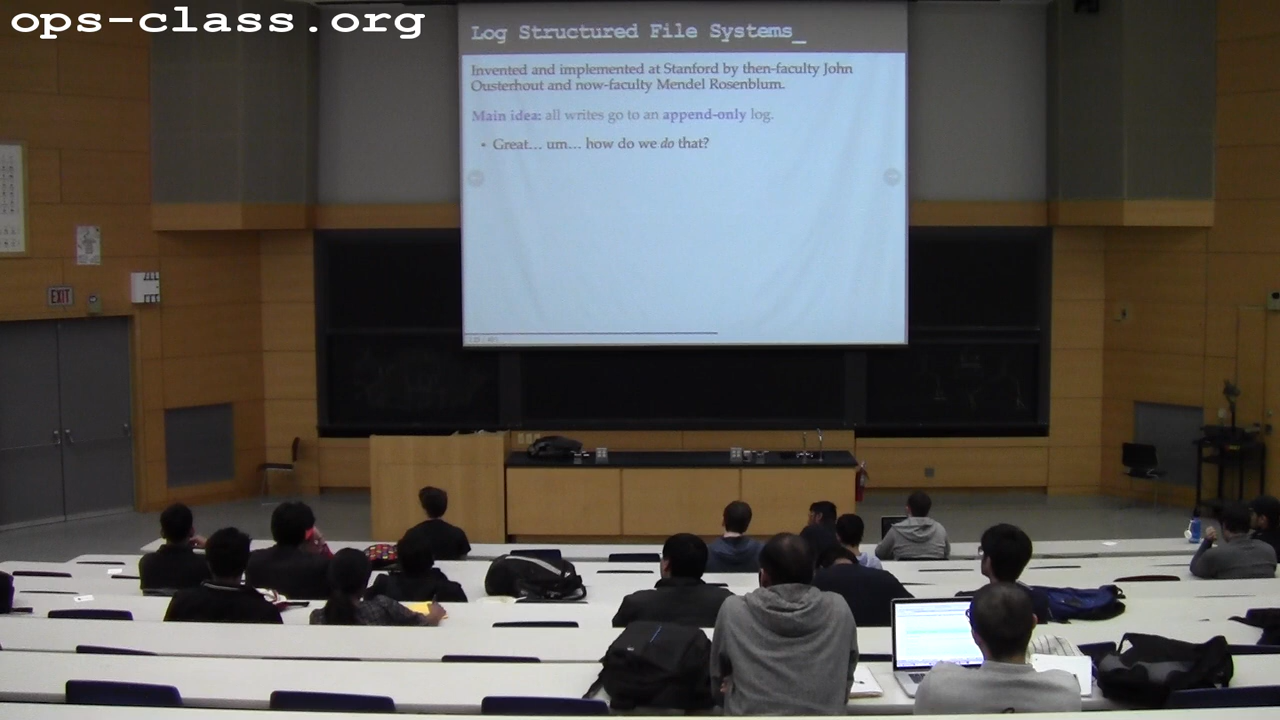 ops-class.org
Log Structured File Systems_
Invented and implemented at Stanford by then-faculty John
Ousterhout and now-faculty Mendel Rosenblum.
Main idea: all writes go to an append-only log.
• Great… um… how do we do that?
EXIT